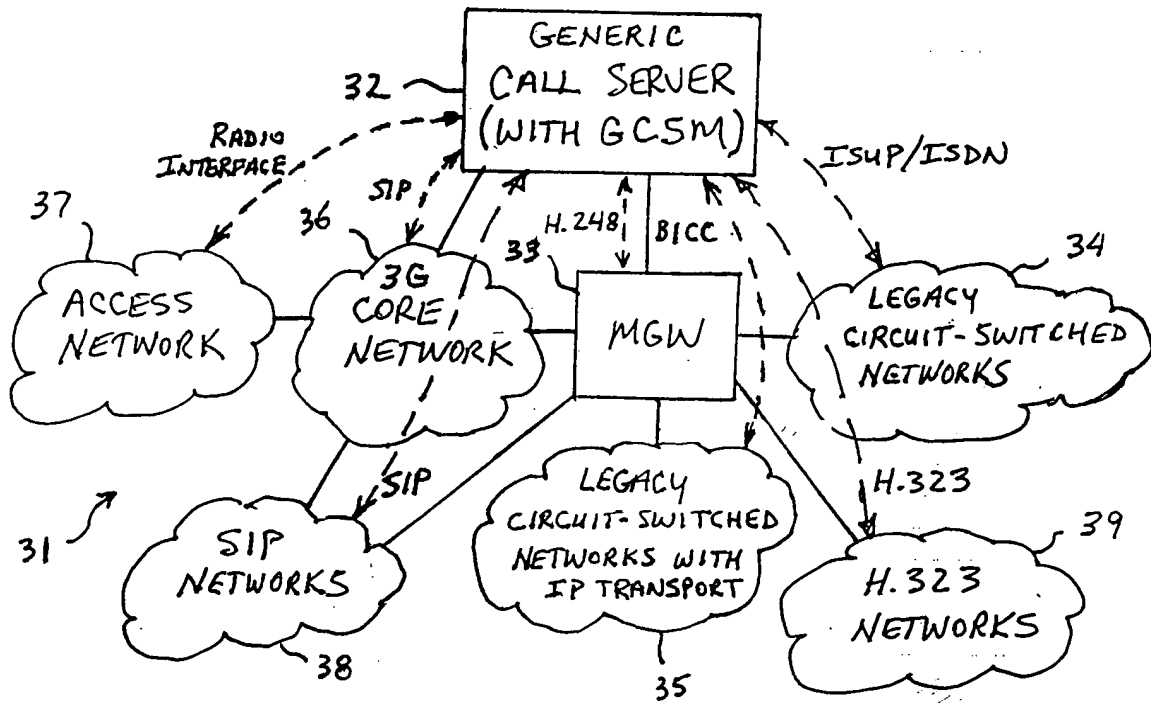 GENERIC
CALL SERVER
(WITH GCSM)
32
RADIO
INTERFACE
SIP
H.248
BICC
ISUP/ISDN
37
36
33
34
ACCESS
NETWORK
3G
CORE
NETWORK
MGW
LEGACY
CIRCUIT-SWITCHED
NETWORKS
SIP
H.323
31
SIP
NETWORKS
38
LEGACY
CIRCUIT-SWITCHED
NETWORKS WITH
IP TRANSPORT
35
39
H.323
NETWORKS